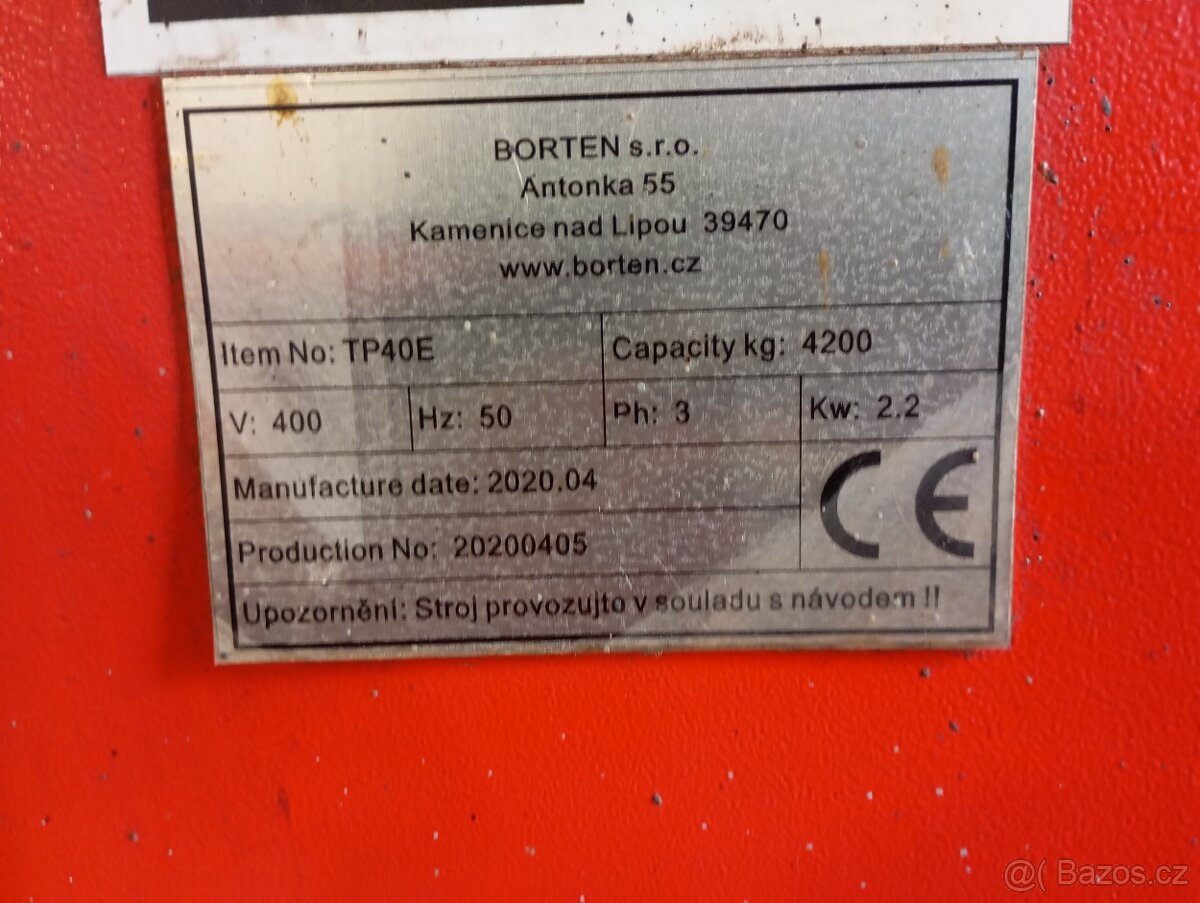 BORTEN s.r.o.
Antonka 55
Kamenice nad Lipou 39470
www.borten.cz
Item No: TP40E Capacity kg: 4200
V: 400 Hz: 50 Ph: 3 Kw: 2.2
Manufacture date: 2020.04
CE
Production No: 20200405
Upozornění: Stroj provozujto v souladu s návodem !!
@( Bazos.cz